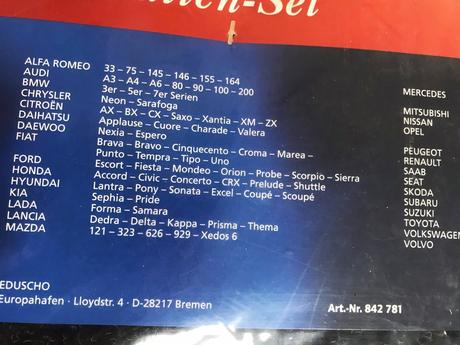 -Set
ALFA ROMEO 33 – 75 – 145 – 146 – 155 – 164
AUDI A3 – A4 – A6 – 80 – 90 – 100 – 200
BMW 3er – 5er – 7er Serien
CHRYSLER Neon – Sarafoga
CITROËN AX – BX – CX – Saxo – Xantia – XM – ZX
DAIHATSU Applause – Cuore – Charade – Valera
DAEWOO Nexia – Espero
FIAT Brava – Bravo – Cinquecento – Croma – Marea –
Punto – Tempra – Tipo – Uno
FORD Escort – Fiesta – Mondeo – Orion – Probe – Scorpio – Sierra
HONDA Accord – Civic – Concerto – CRX – Prelude – Shuttle
HYUNDAI Lantra – Pony – Sonata – Excel – Coupé – Scoupé
KIA Sephia – Pride
LADA Forma – Samara
LANCIA Dedra – Delta – Kappa – Prisma – Thema
MAZDA 121 – 323 – 626 – 929 – Xedos 6
MERCEDES
MITSUBISHI
NISSAN
OPEL
PEUGEOT
RENAULT
SAAB
SEAT
SKODA
SUBARU
SUZUKI
TOYOTA
VOLKSWAGEN
VOLVO
EDUSCHO
Europahafen · Lloydstr. 4 · D-28217 Bremen
Art.-Nr. 842 781